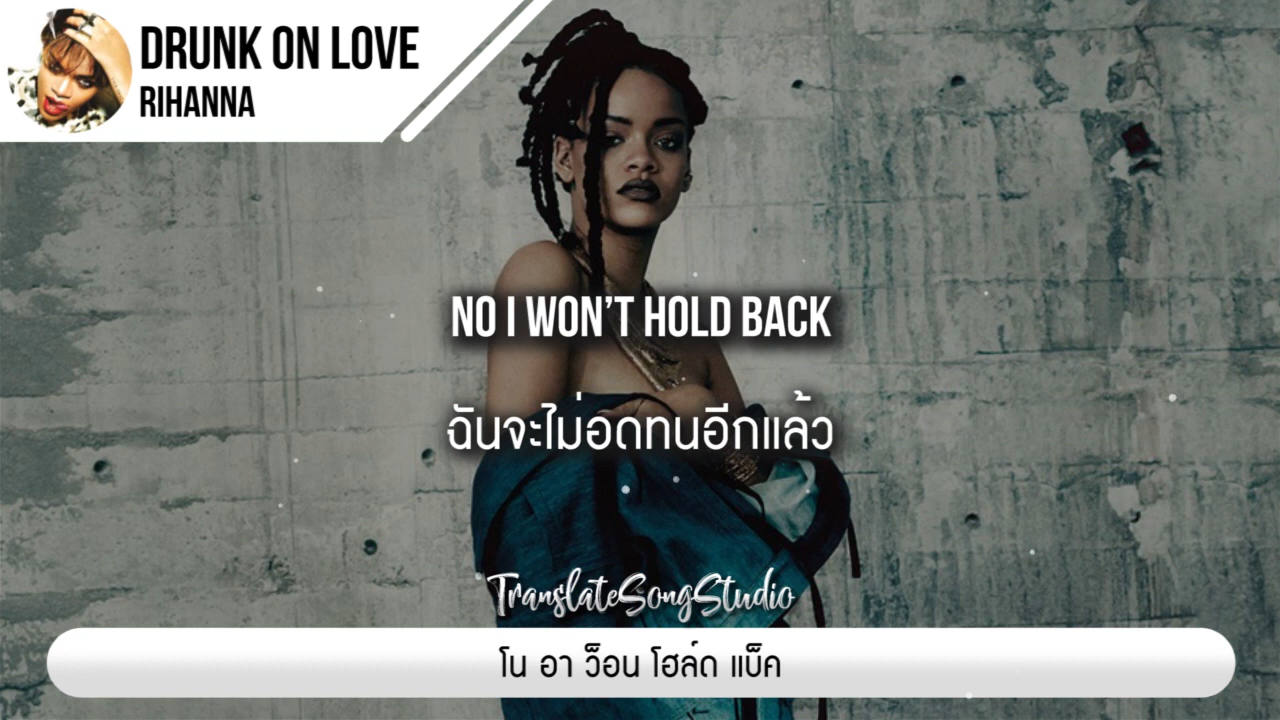 DRUNK ON LOVE
RIHANNA
NO I WON'T HOLD BACK
ฉันจะไม่อดทนอีกแล้ว
TranslateSongStudio
โน อา ว็อน โฮล์ด แบ็ค